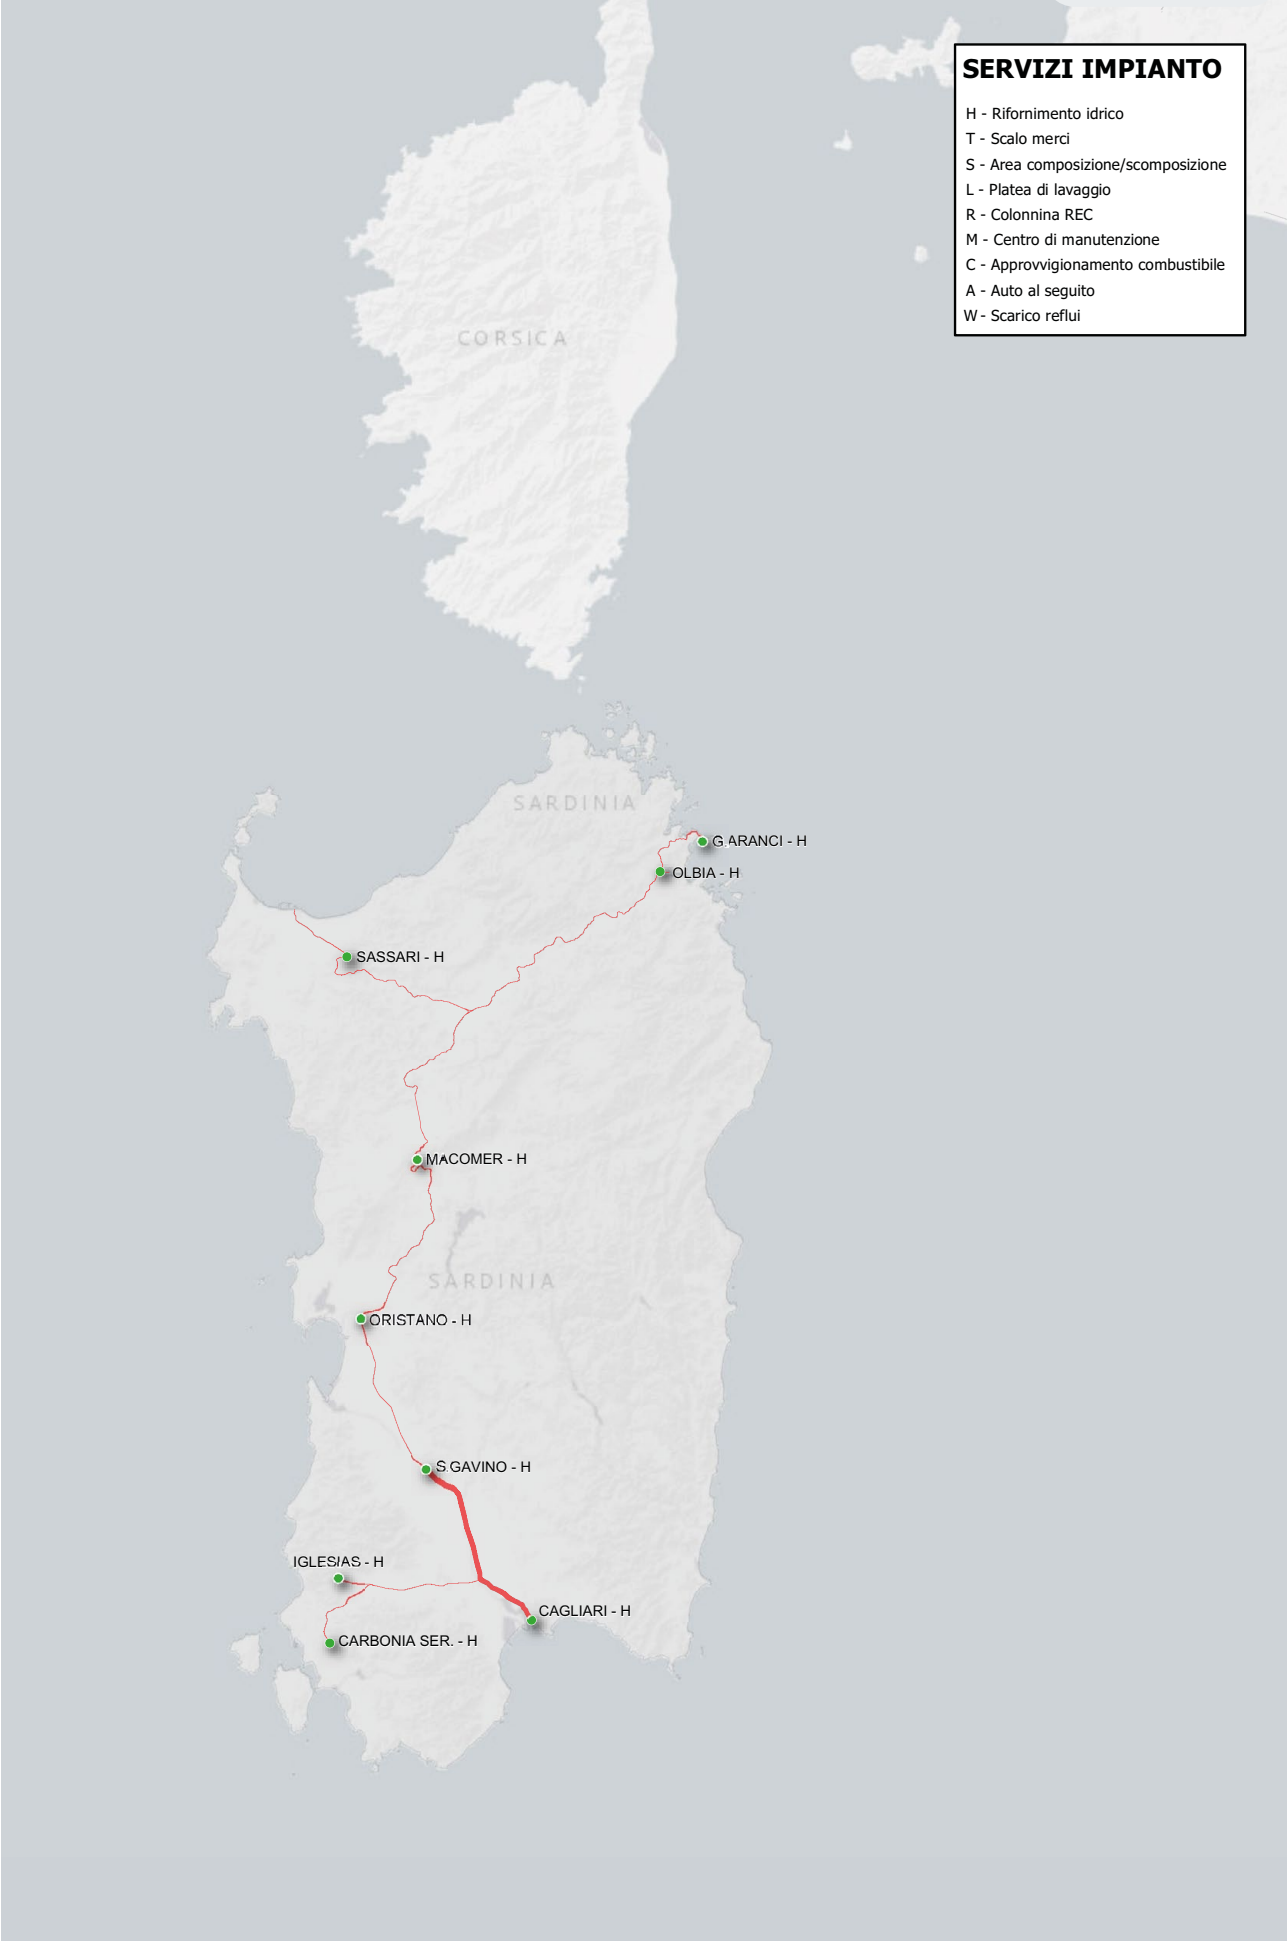 SERVIZI IMPIANTO
H - Rifornimento idrico
T - Scalo merci
S - Area composizione/scomposizione
L - Platea di lavaggio
R - Colonnina REC
M - Centro di manutenzione
C - Approvvigionamento combustibile
A - Auto al seguito
W - Scarico reflui
CORSICA
SARDINIA
G.ARANCI - H
OLBIA - H
SASSARI - H
MACOMER - H
SARDINIA
ORISTANO - H
S.GAVINO - H
IGLESIAS - H
CAGLIARI - H
CARBONIA SER. - H